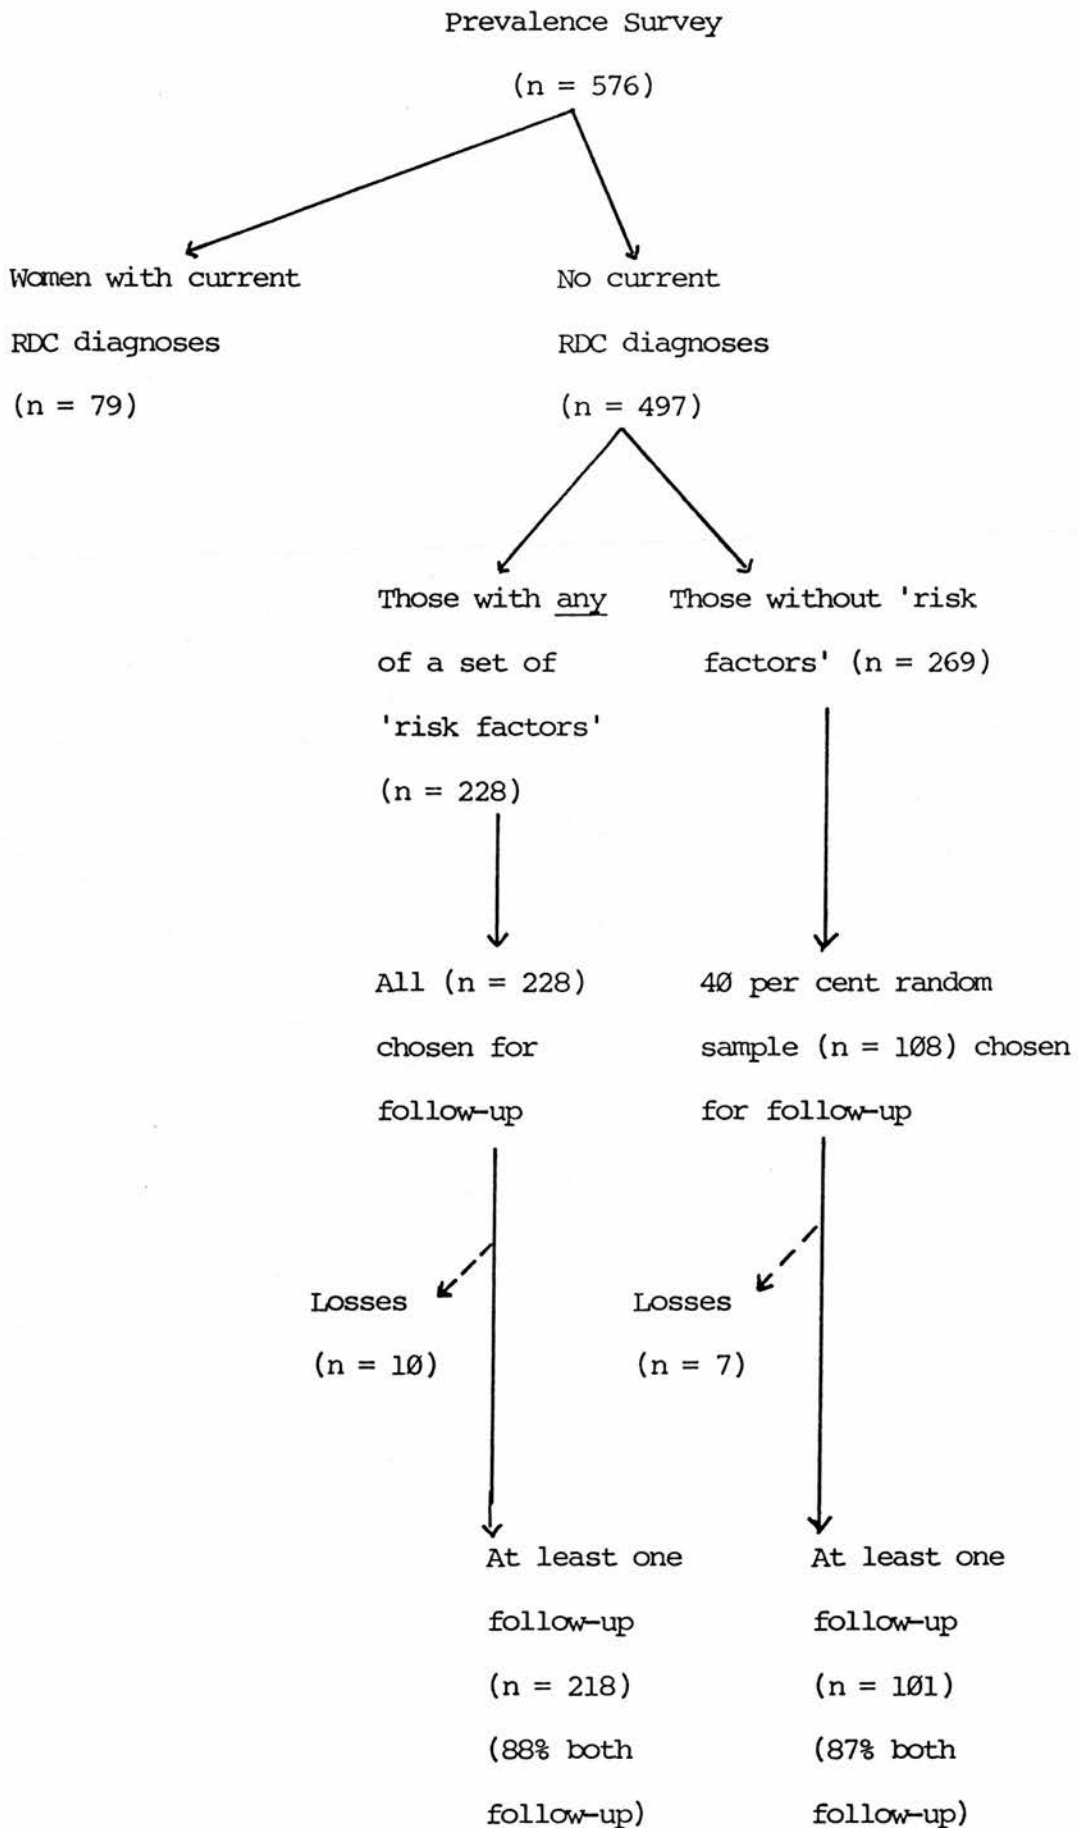 Prevalence Survey
(n = 576)
Women with current
RDC diagnoses
(n = 79)
No current
RDC diagnoses
(n = 497)
Those with any
of a set of
'risk factors'
(n = 228)
Those without 'risk
factors' (n = 269)
All (n = 228)
chosen for
follow-up
40 per cent random
sample (n = 108) chosen
for follow-up
Losses
(n = 10)
Losses
(n = 7)
At least one
follow-up
(n = 218)
(88% both
follow-up)
At least one
follow-up
(n = 101)
(87% both
follow-up)